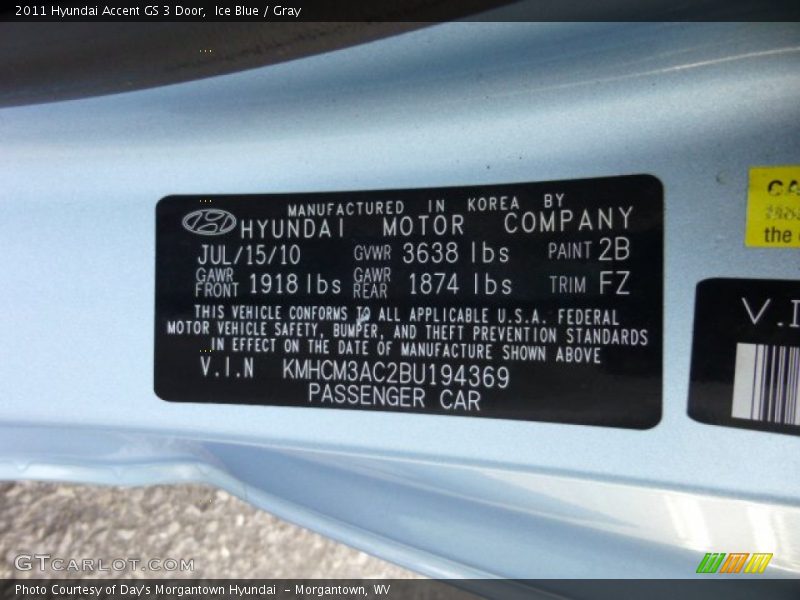 2011 Hyundai Accent GS 3 Door, Ice Blue / Gray
MANUFACTURED IN KOREA BY
HYUNDAI MOTOR COMPANY
JUL/15/10 GVWR 3638 lbs PAINT 2B
GAWR FRONT 1918 lbs GAWR REAR 1874 lbs TRIM FZ
THIS VEHICLE CONFORMS TO ALL APPLICABLE U.S.A. FEDERAL
MOTOR VEHICLE SAFETY, BUMPER, AND THEFT PREVENTION STANDARDS
IN EFFECT ON THE DATE OF MANUFACTURE SHOWN ABOVE
V.I.N KMHCM3AC2BU194369
PASSENGER CAR
the
V.I
GTCARLOT.COM
Photo Courtesy of Day's Morgantown Hyundai - Morgantown, WV